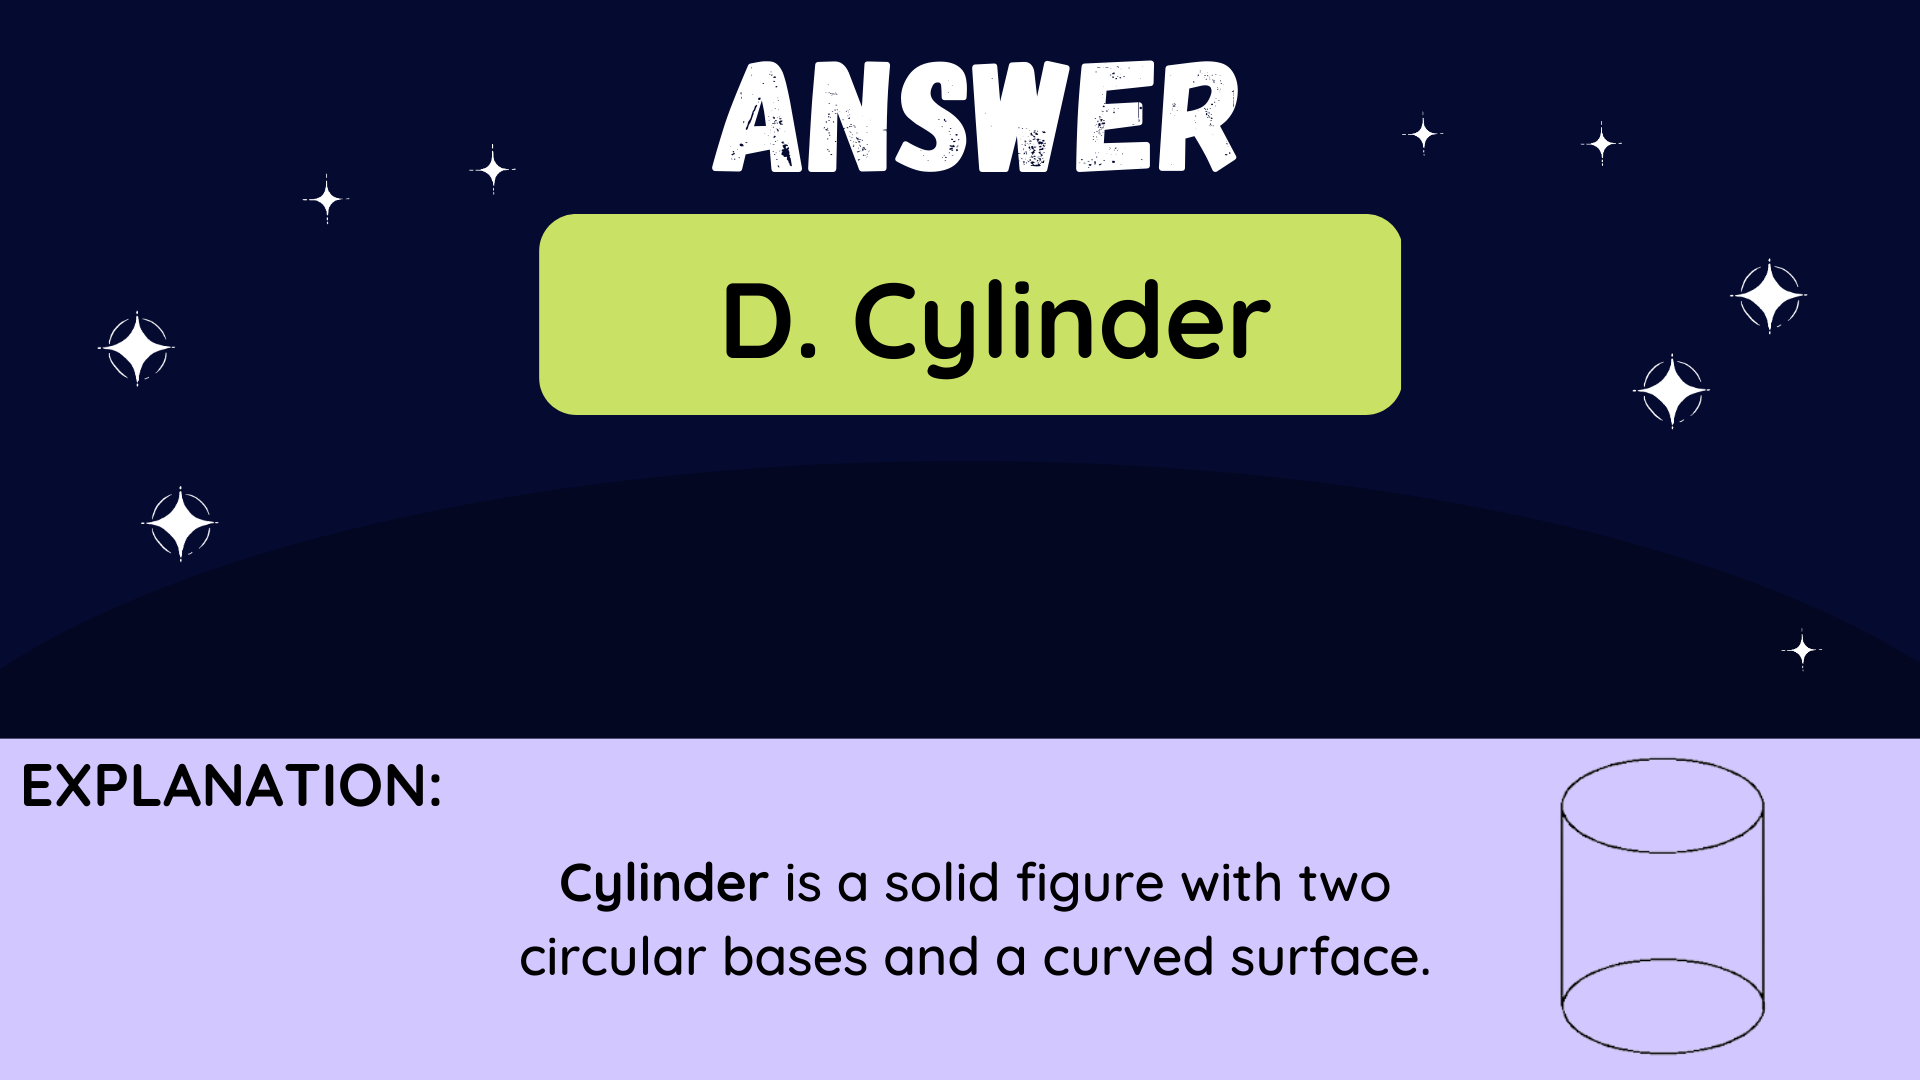 ANSWER
D. Cylinder
EXPLANATION:
Cylinder is a solid figure with two
circular bases and a curved surface.